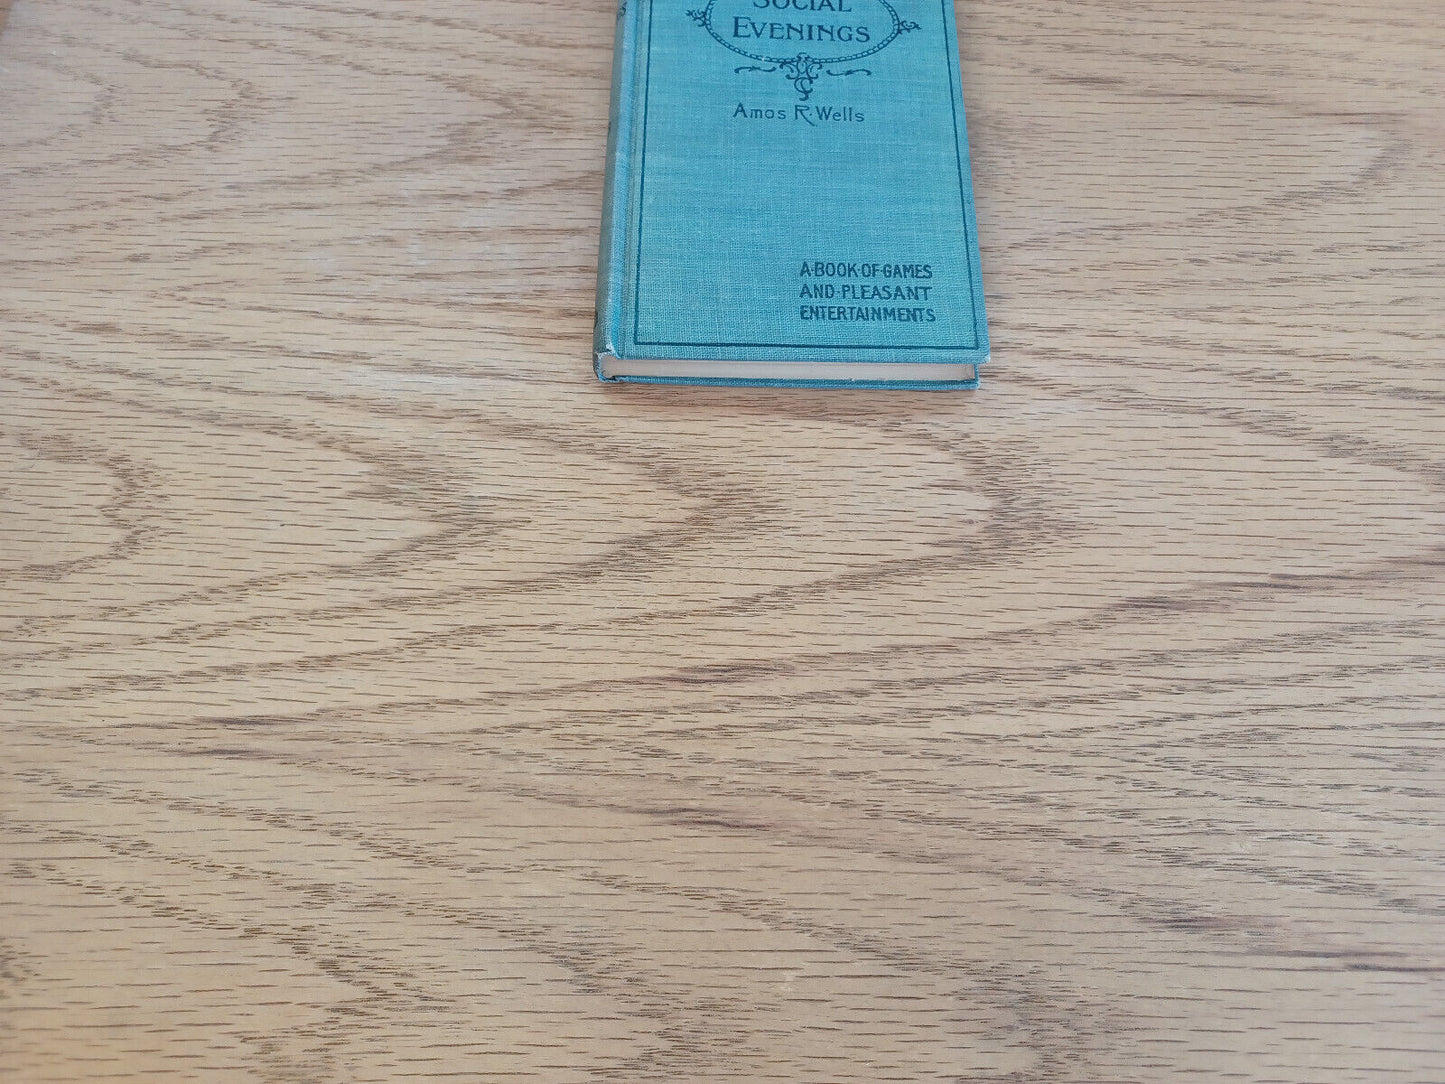 SOCIAL
EVENINGS
Amos R. Wells
A·BOOK·OF·GAMES
AND·PLEASANT
ENTERTAINMENTS